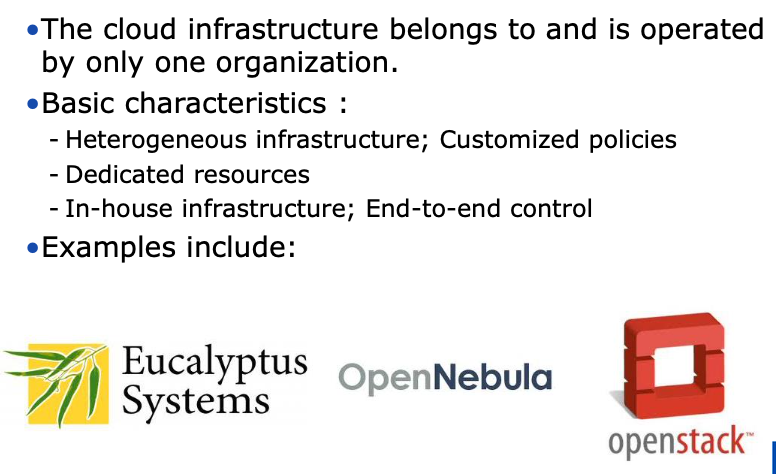 •The cloud infrastructure belongs to and is operated
by only one organization.
•Basic characteristics :
- Heterogeneous infrastructure; Customized policies
- Dedicated resources
- In-house infrastructure; End-to-end control
•Examples include:
Eucalyptus
Systems
OpenNebula
openstack™